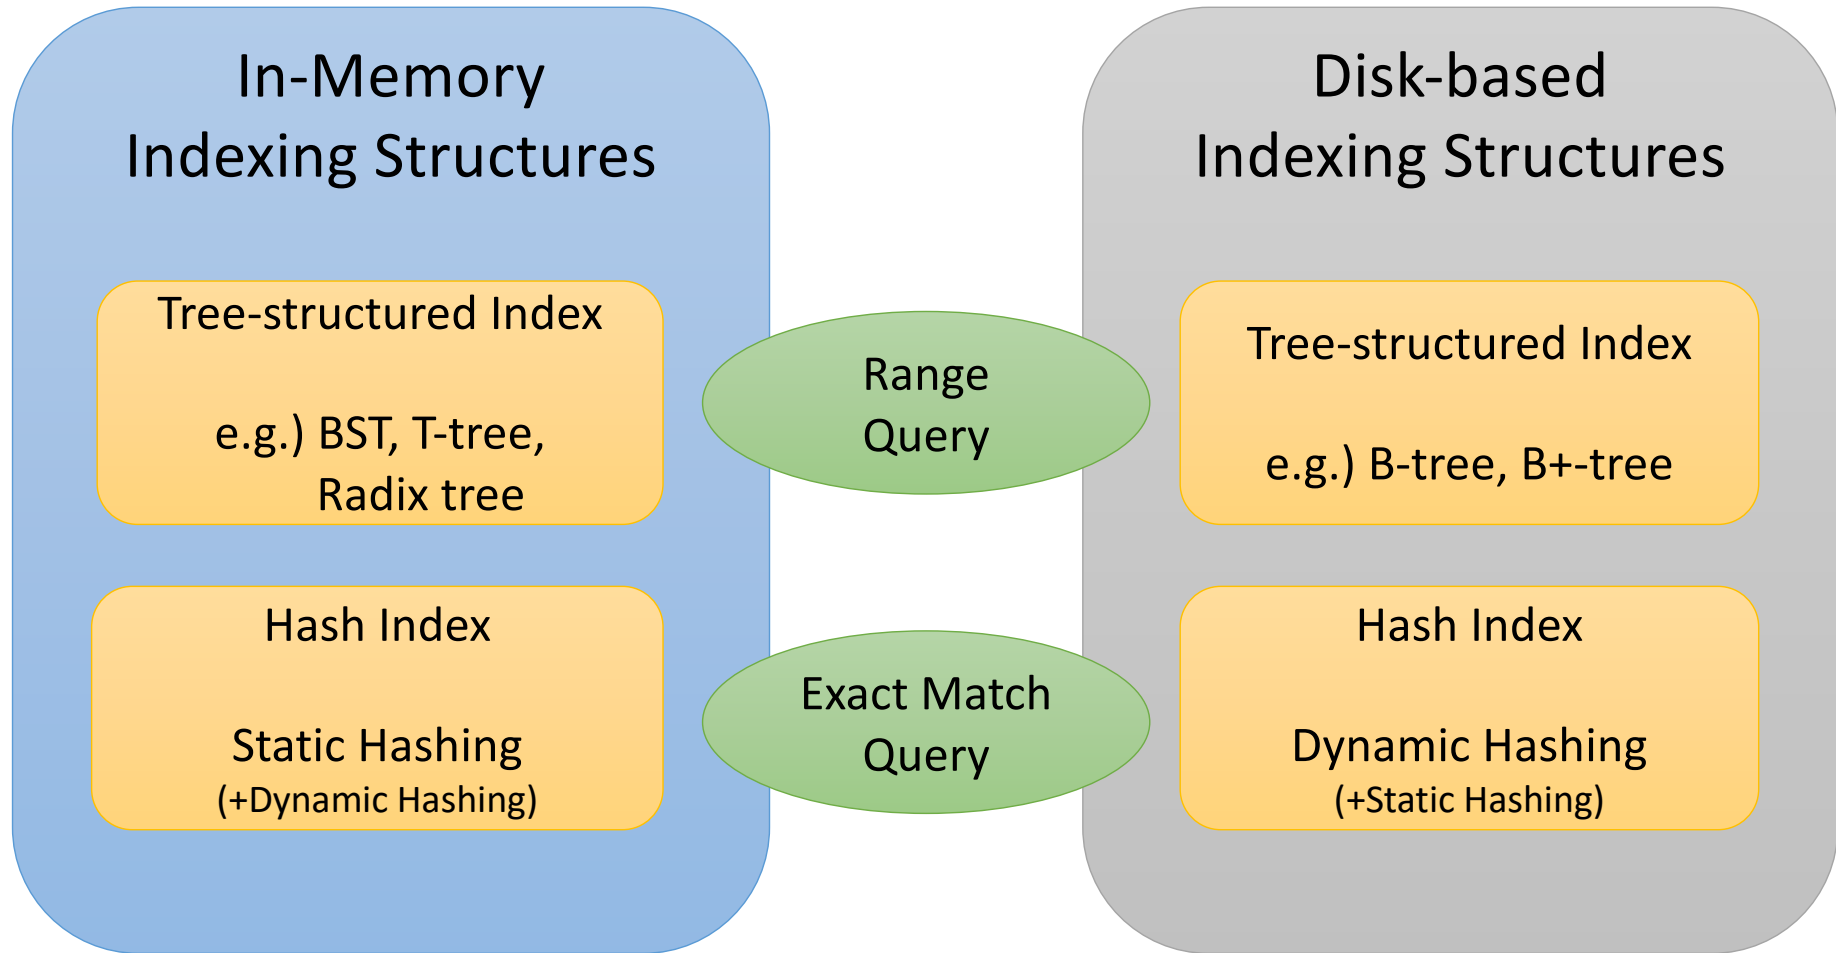 In-Memory
Indexing Structures
Tree-structured Index
e.g.) BST, T-tree,
Radix tree
Hash Index
Static Hashing
(+Dynamic Hashing)
Range
Query
Exact Match
Query
Disk-based
Indexing Structures
Tree-structured Index
e.g.) B-tree, B+-tree
Hash Index
Dynamic Hashing
(+Static Hashing)